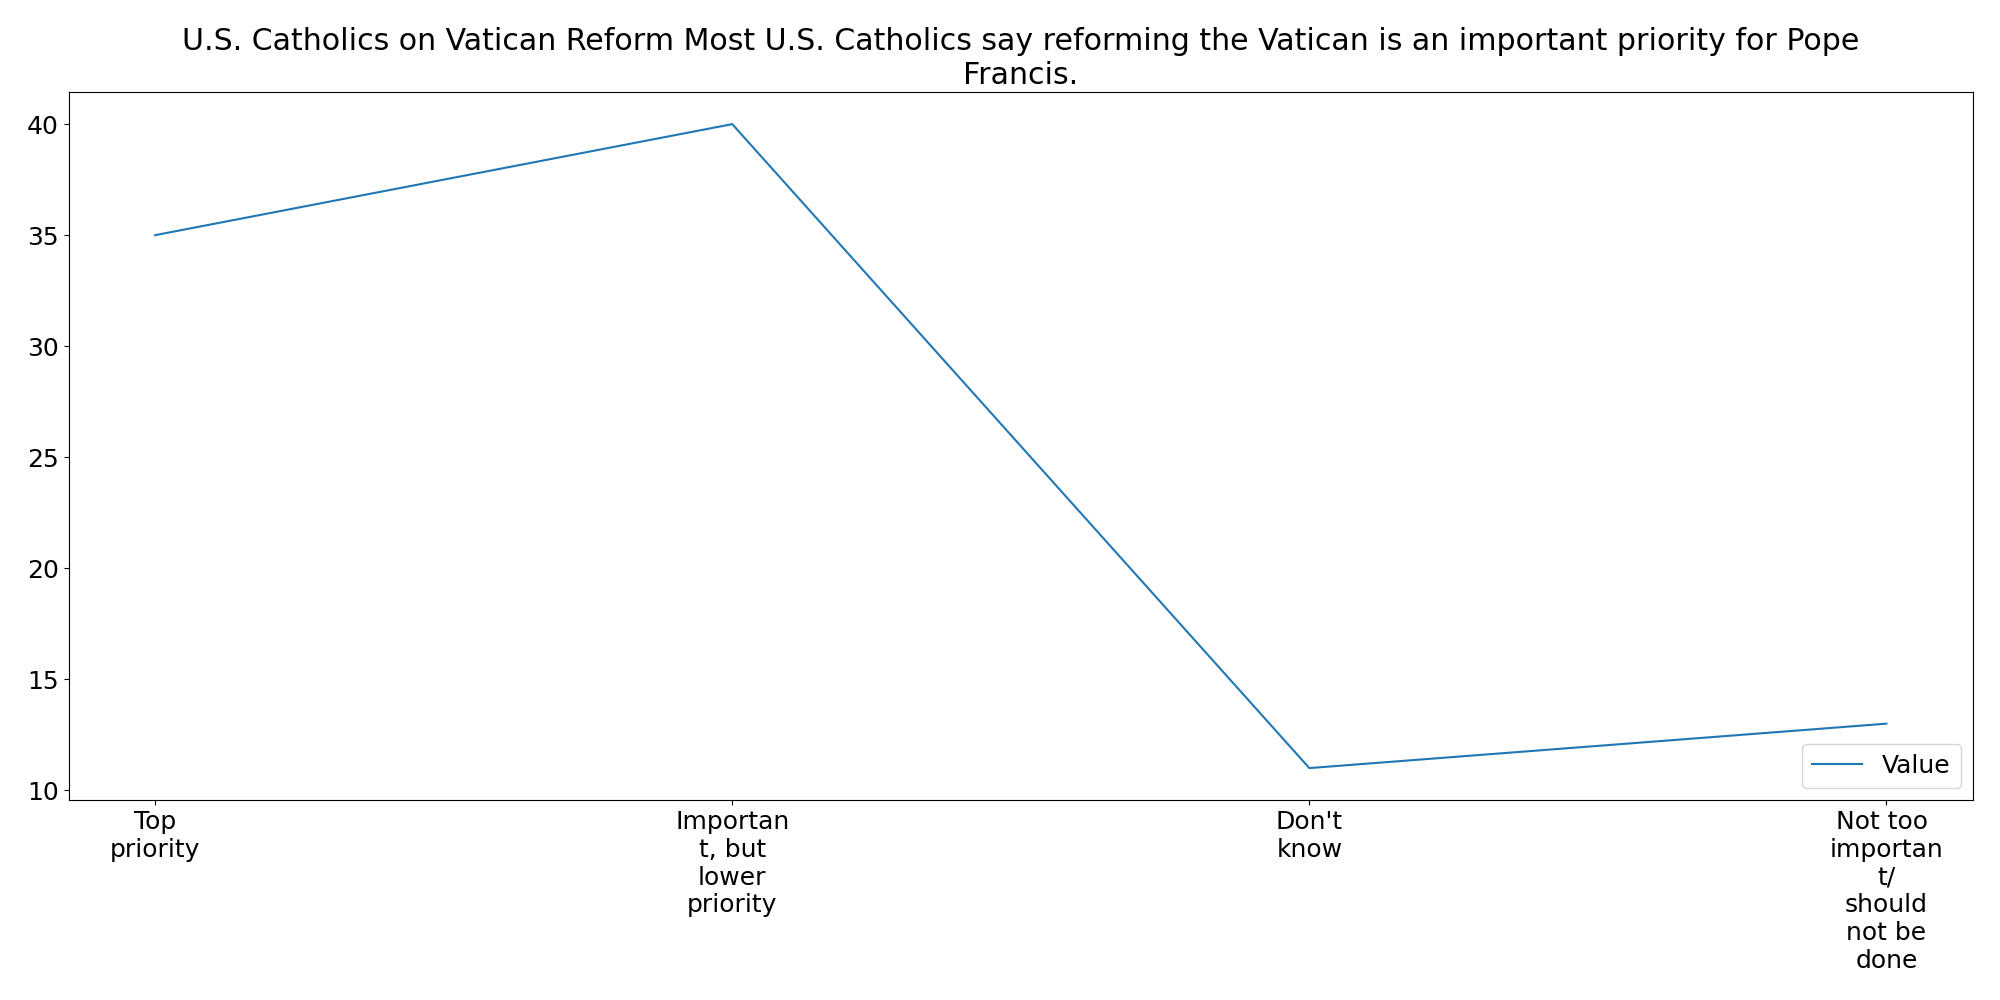 U.S. Catholics on Vatican Reform Most U.S. Catholics say reforming the Vatican is an important priority for Pope
Francis.
40
35
30
25
20
15
10
Value
Top
priority
Importan
t, but
lower
priority
Don't
know
Not too
importan
t/
should
not be
done